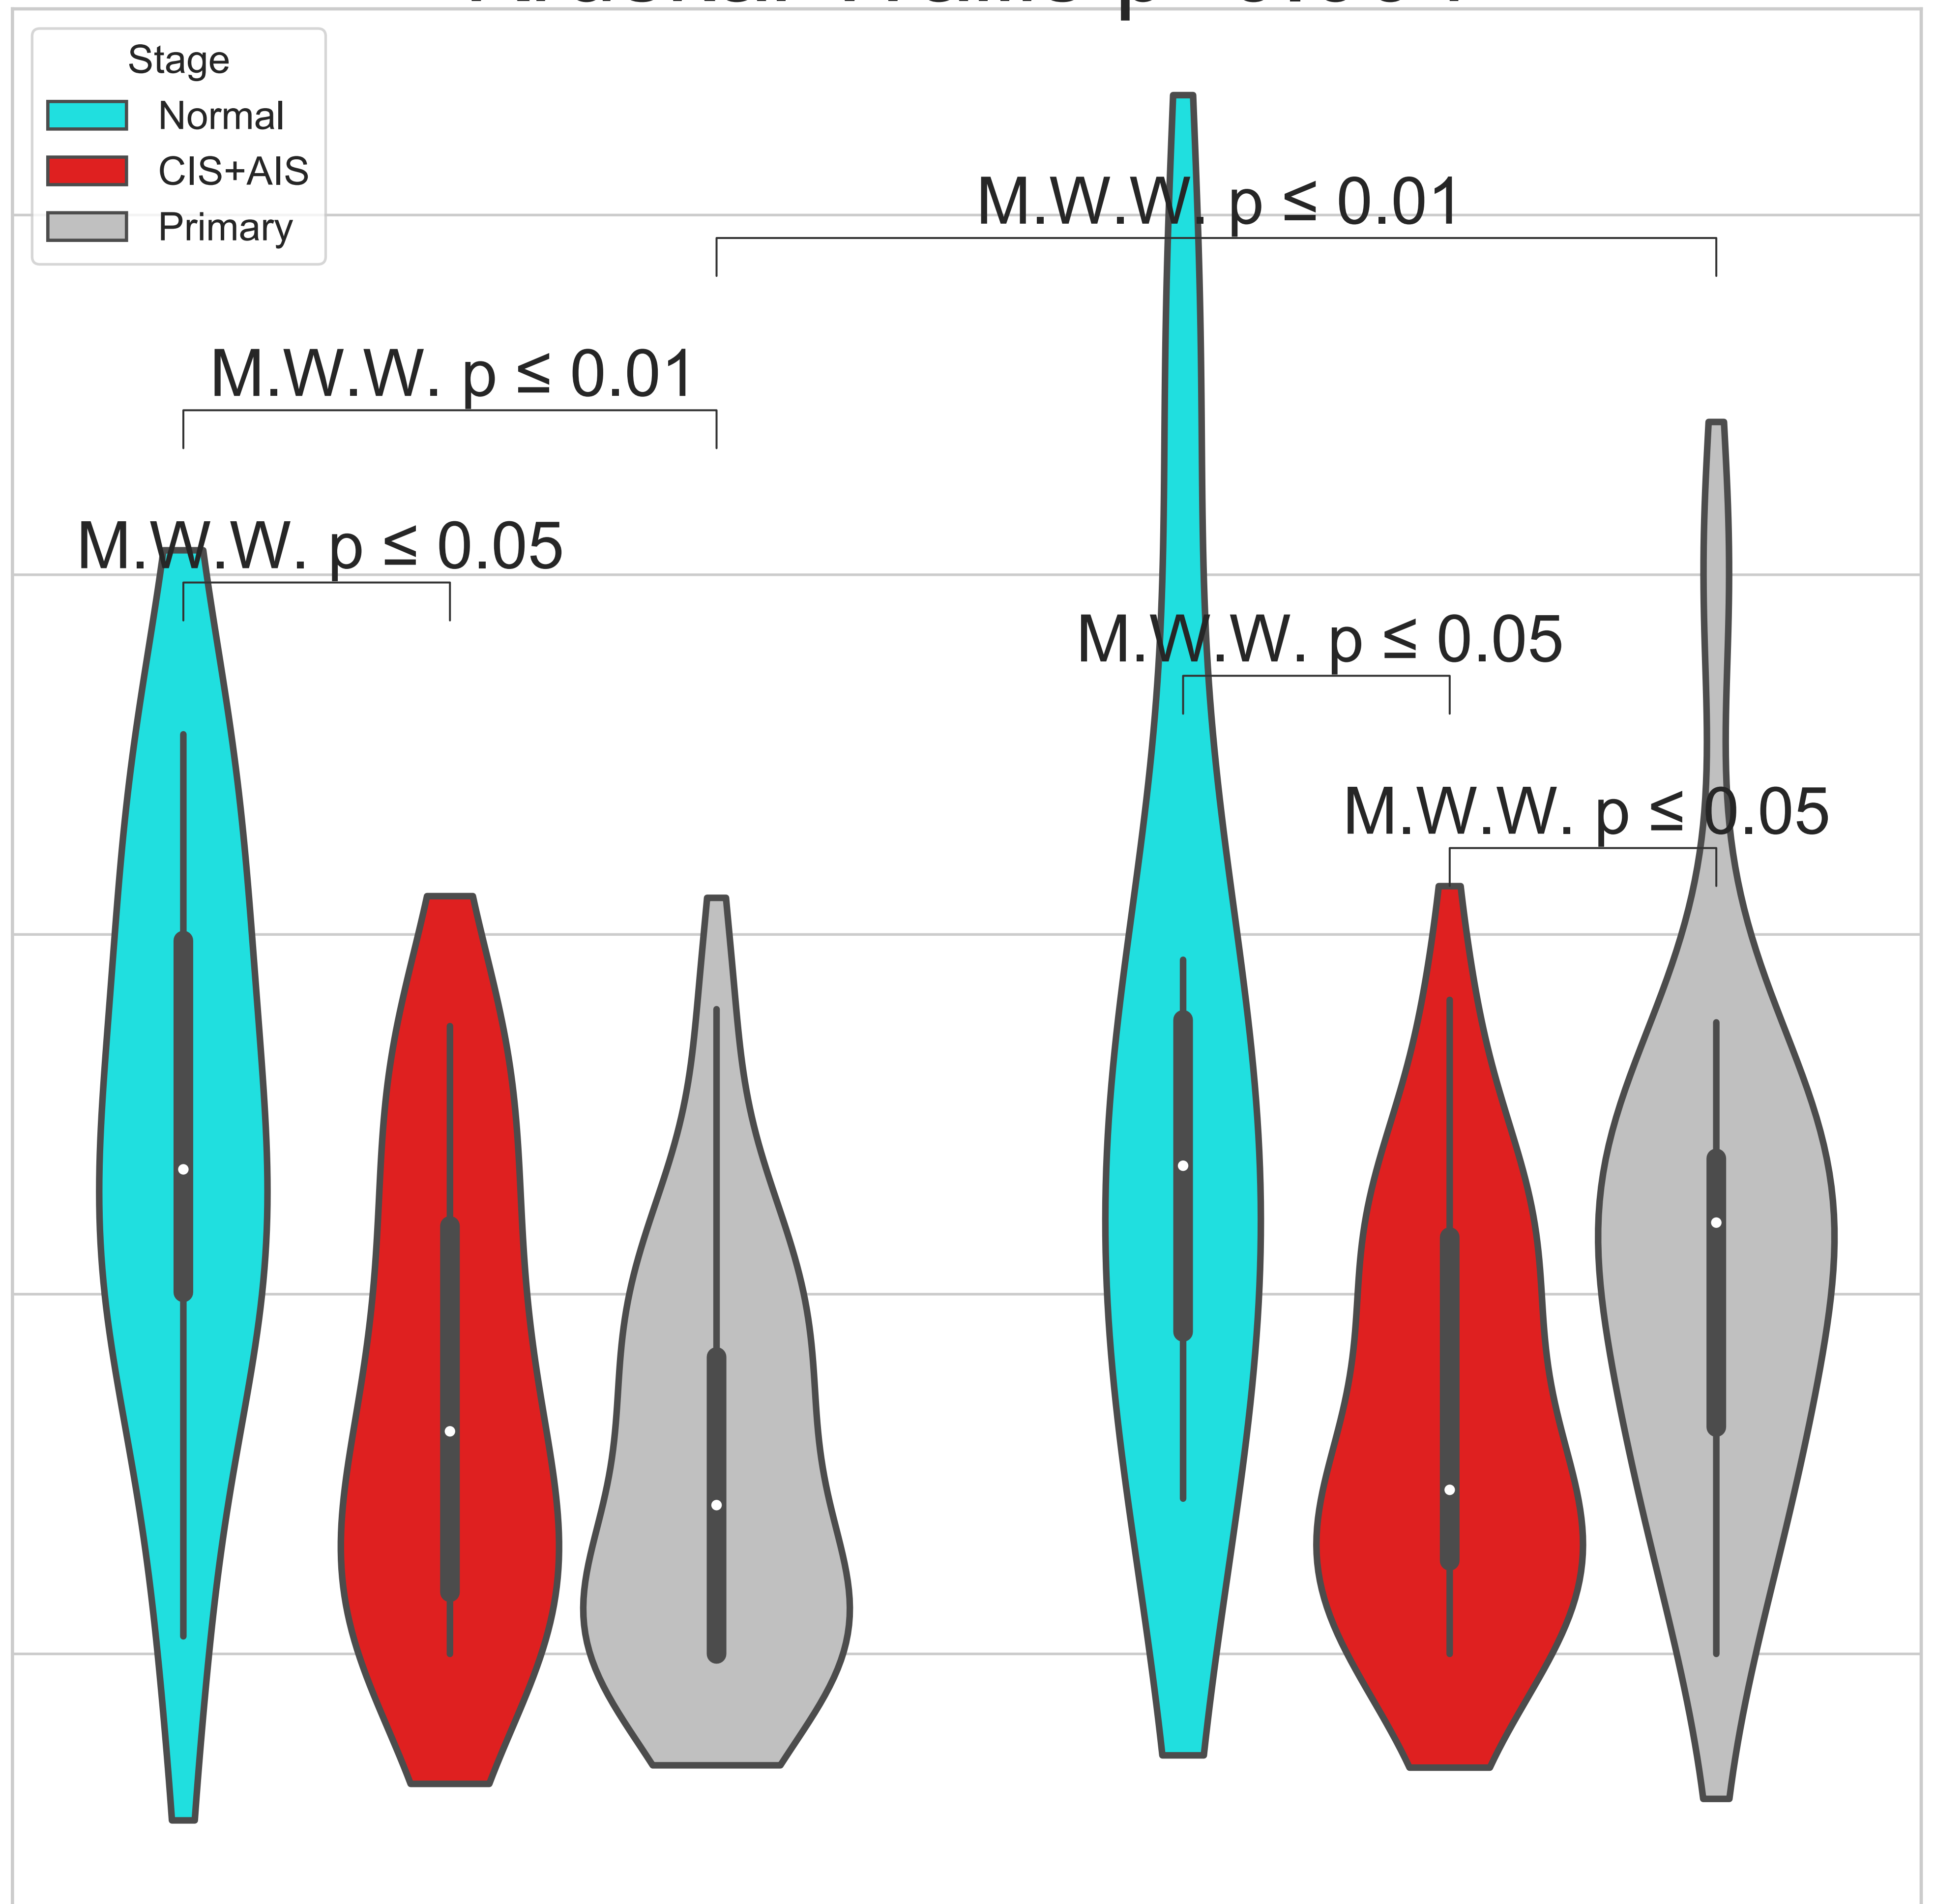 Stage
Normal
CIS+AIS
Primary
M.W.W. p ≤ 0.01
M.W.W. p ≤ 0.01
M.W.W. p ≤ 0.05
M.W.W. p ≤ 0.05
M.W.W. p ≤ 0.05